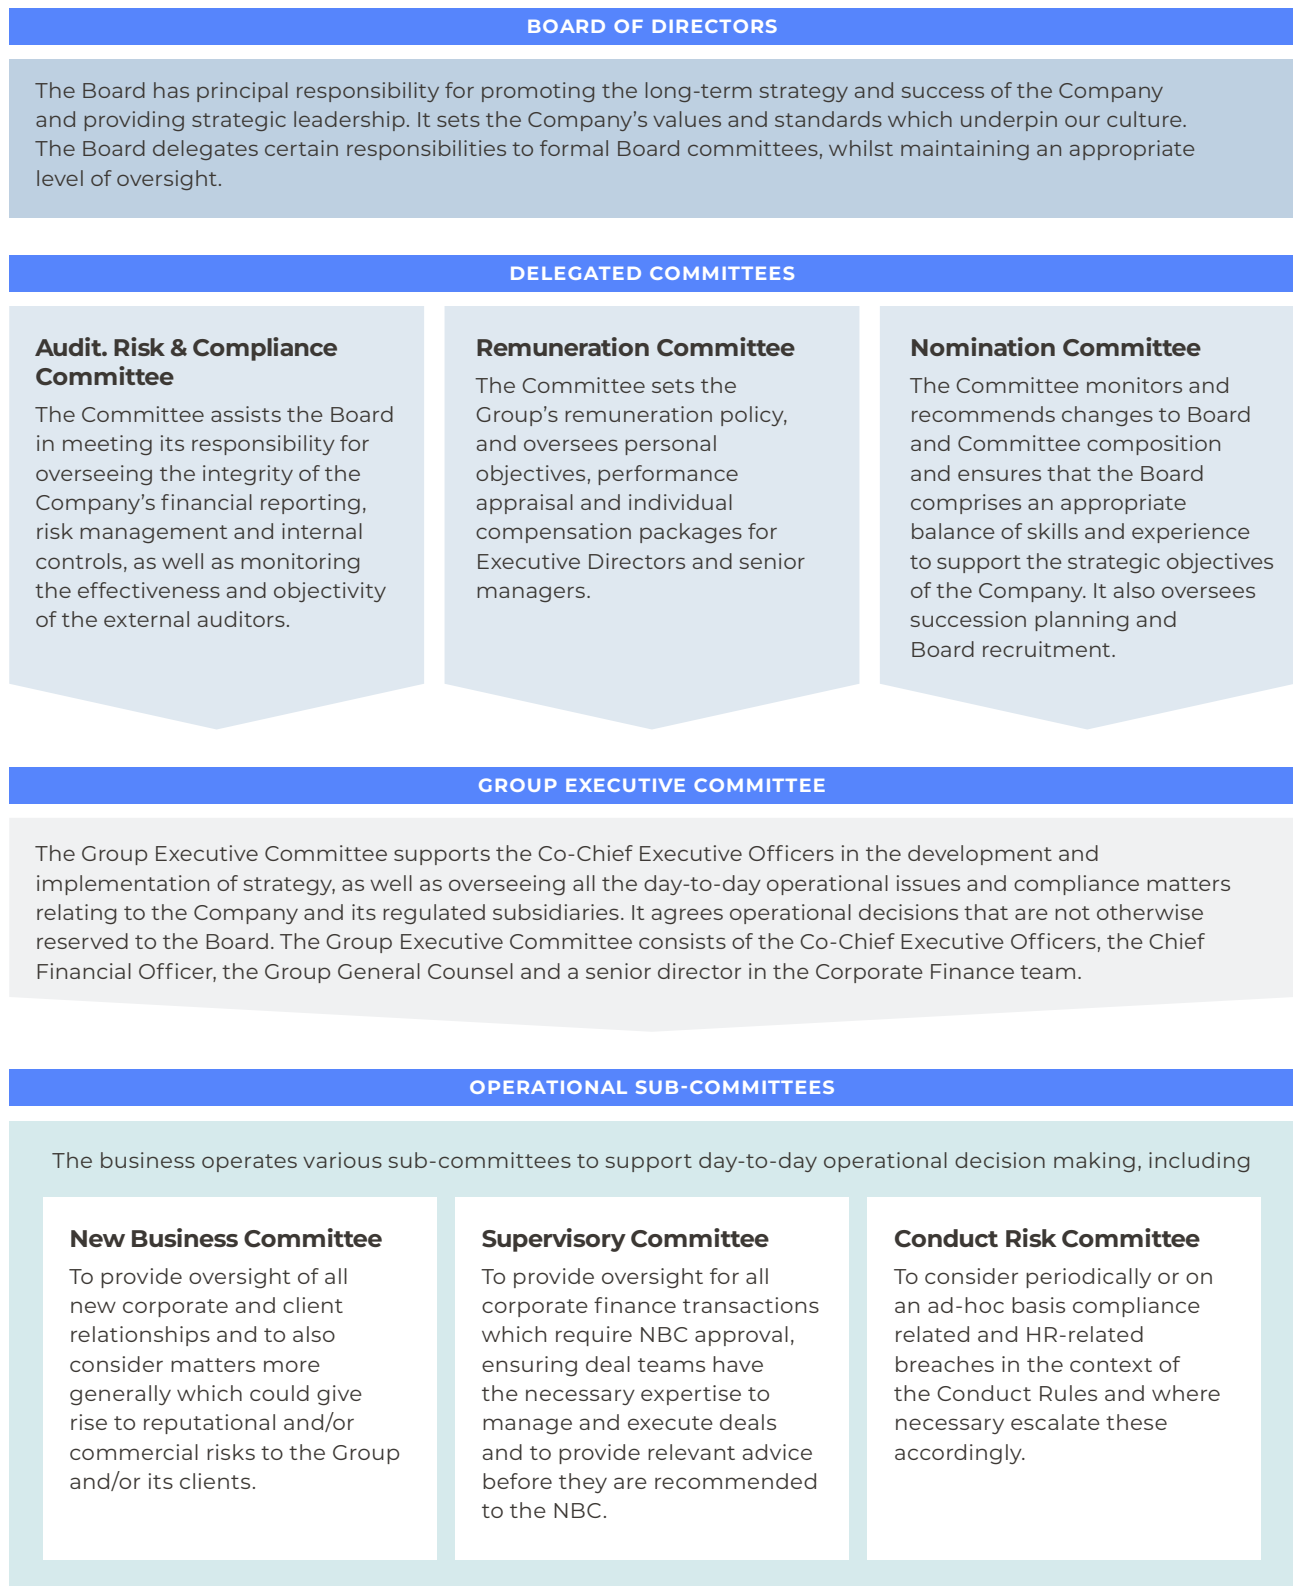 BOARD OF DIRECTORS
The Board has principal responsibility for promoting the long-term strategy and success of the Company
and providing strategic leadership. It sets the Company’s values and standards which underpin our culture.
The Board delegates certain responsibilities to formal Board committees, whilst maintaining an appropriate
level of oversight.
DELEGATED COMMITTEES
Audit. Risk & Compliance
Committee
The Committee assists the Board
in meeting its responsibility for
overseeing the integrity of the
Company’s financial reporting,
risk management and internal
controls, as well as monitoring
the effectiveness and objectivity
of the external auditors.
Remuneration Committee
The Committee sets the
Group’s remuneration policy,
and oversees personal
objectives, performance
appraisal and individual
compensation packages for
Executive Directors and senior
managers.
Nomination Committee
The Committee monitors and
recommends changes to Board
and Committee composition
and ensures that the Board
comprises an appropriate
balance of skills and experience
to support the strategic objectives
of the Company. It also oversees
succession planning and
Board recruitment.
GROUP EXECUTIVE COMMITTEE
The Group Executive Committee supports the Co-Chief Executive Officers in the development and
implementation of strategy, as well as overseeing all the day-to-day operational issues and compliance matters
relating to the Company and its regulated subsidiaries. It agrees operational decisions that are not otherwise
reserved to the Board. The Group Executive Committee consists of the Co-Chief Executive Officers, the Chief
Financial Officer, the Group General Counsel and a senior director in the Corporate Finance team.
OPERATIONAL SUB-COMMITTEES
The business operates various sub-committees to support day-to-day operational decision making, including
New Business Committee
To provide oversight of all
new corporate and client
relationships and to also
consider matters more
generally which could give
rise to reputational and/or
commercial risks to the Group
and/or its clients.
Supervisory Committee
To provide oversight for all
corporate finance transactions
which require NBC approval,
ensuring deal teams have
the necessary expertise to
manage and execute deals
and to provide relevant advice
before they are recommended
to the NBC.
Conduct Risk Committee
To consider periodically or on
an ad-hoc basis compliance
related and HR-related
breaches in the context of
the Conduct Rules and where
necessary escalate these
accordingly.